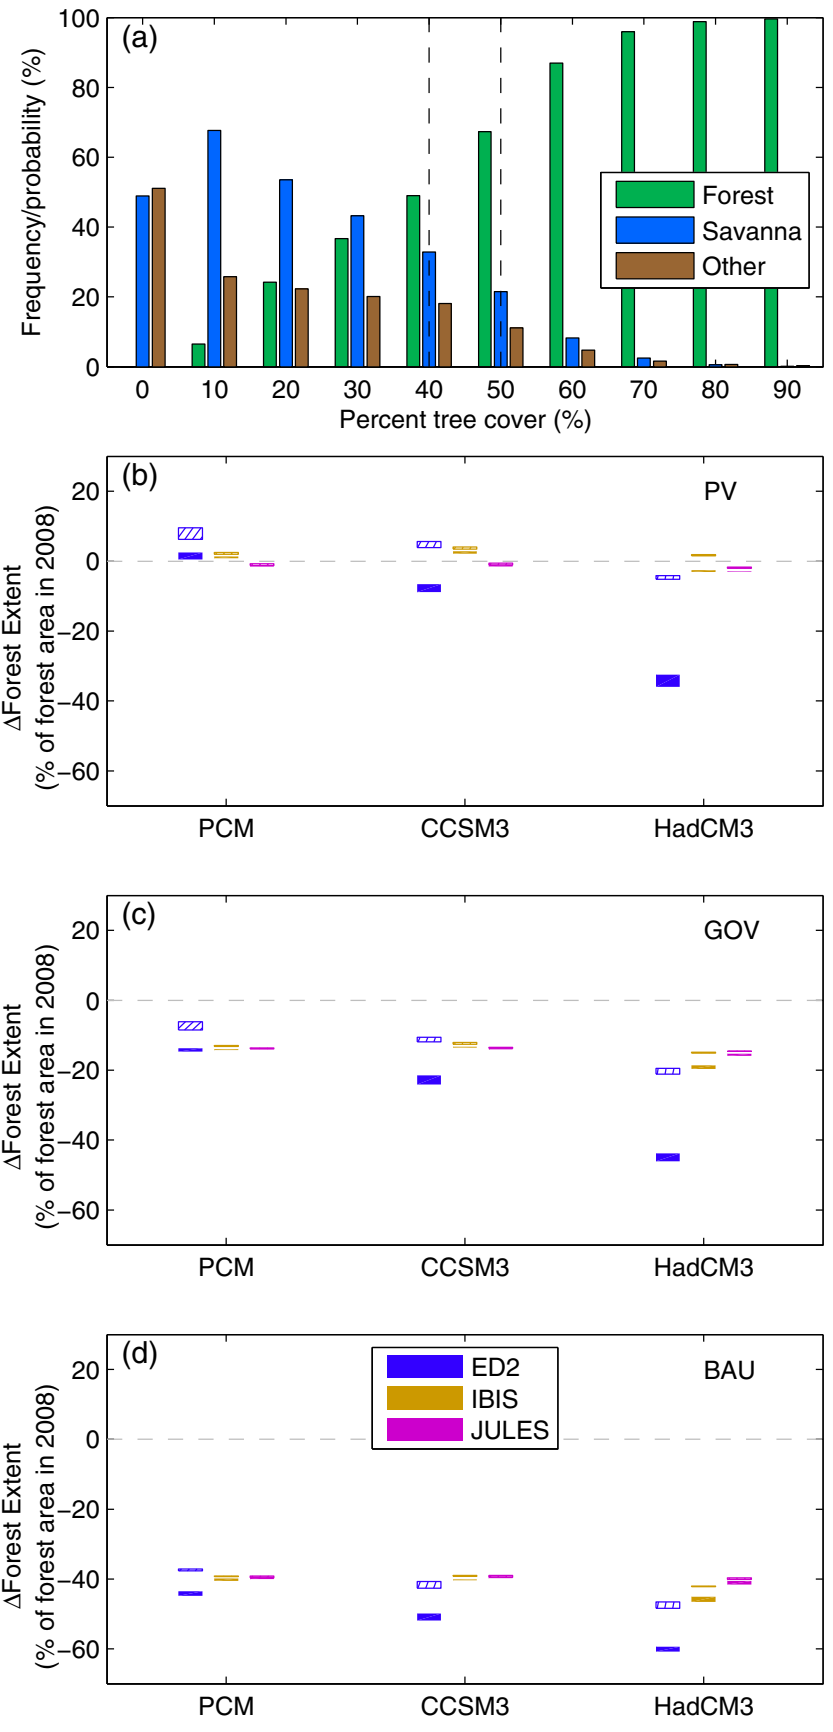 (a)
Frequency/probability (%)
100
80
60
40
20
0
Forest
Savanna
Other
0 10 20 30 40 50 60 70 80 90
Percent tree cover (%)
(b)
PV
ΔForest Extent
(% of forest area in 2008)
20
0
−20
−40
−60
PCM CCSM3 HadCM3
(c)
GOV
ΔForest Extent
(% of forest area in 2008)
20
0
−20
−40
−60
PCM CCSM3 HadCM3
(d)
BAU
ΔForest Extent
(% of forest area in 2008)
20
0
−20
−40
−60
ED2
IBIS
JULES
PCM CCSM3 HadCM3